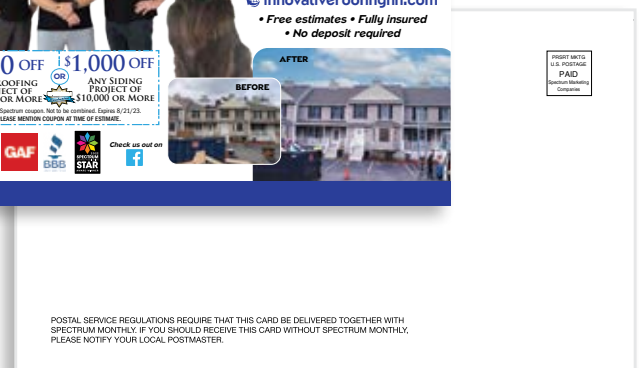 innovativeroofingnh.com
• Free estimates • Fully insured
• No deposit required
0 OFF
$1,000 OFF
OR
OOFING
JECT OF
OR MORE
ANY SIDING
PROJECT OF
$10,000 OR MORE
Spectrum coupon. Not to be combined. Expires 8/21/23.
LEASE MENTION COUPON AT TIME OF ESTIMATE.
GAF
BBB
SPECTRUM
STAR
Check us out on
f
BEFORE
AFTER
PRSRT MKTG
U.S. POSTAGE
PAID
Spectrum Marketing
Companies
POSTAL SERVICE REGULATIONS REQUIRE THAT THIS CARD BE DELIVERED TOGETHER WITH
SPECTRUM MONTHLY. IF YOU SHOULD RECEIVE THIS CARD WITHOUT SPECTRUM MONTHLY,
PLEASE NOTIFY YOUR LOCAL POSTMASTER.